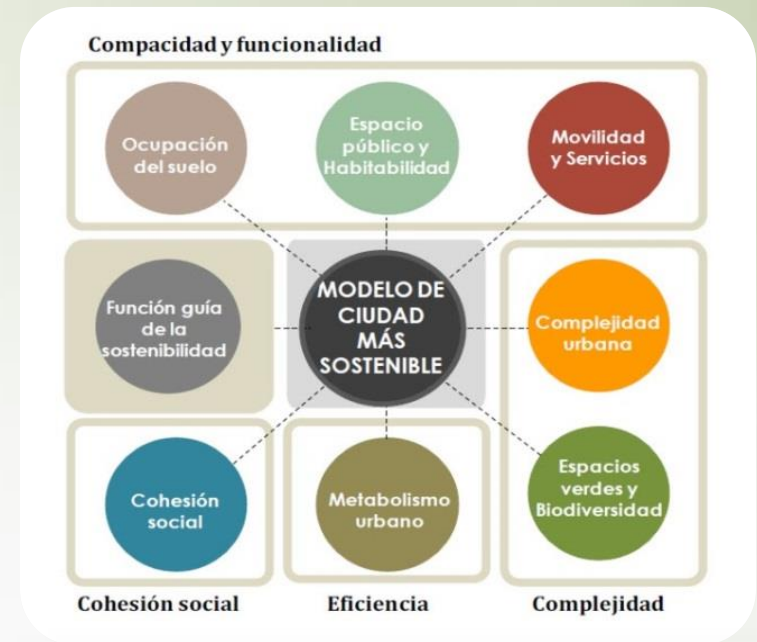 Compacidad y funcionalidad
Ocupación
del suelo
Espacio
público y
Habitabilidad
Movilidad
y Servicios
Función guía
de la
sostenibilidad
MODELO DE
CIUDAD
MÁS
SOSTENIBLE
Complejidad
urbana
Cohesión
social
Metabolismo
urbano
Espacios
verdes y
Biodiversidad
Cohesión social
Eficiencia
Complejidad